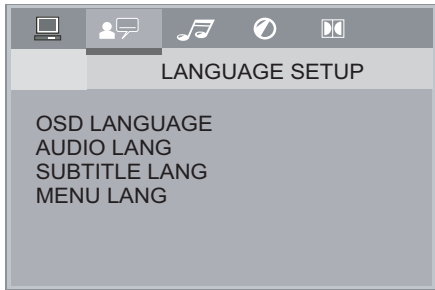 LANGUAGE SETUP
OSD LANGUAGE
AUDIO LANG
SUBTITLE LANG
MENU LANG